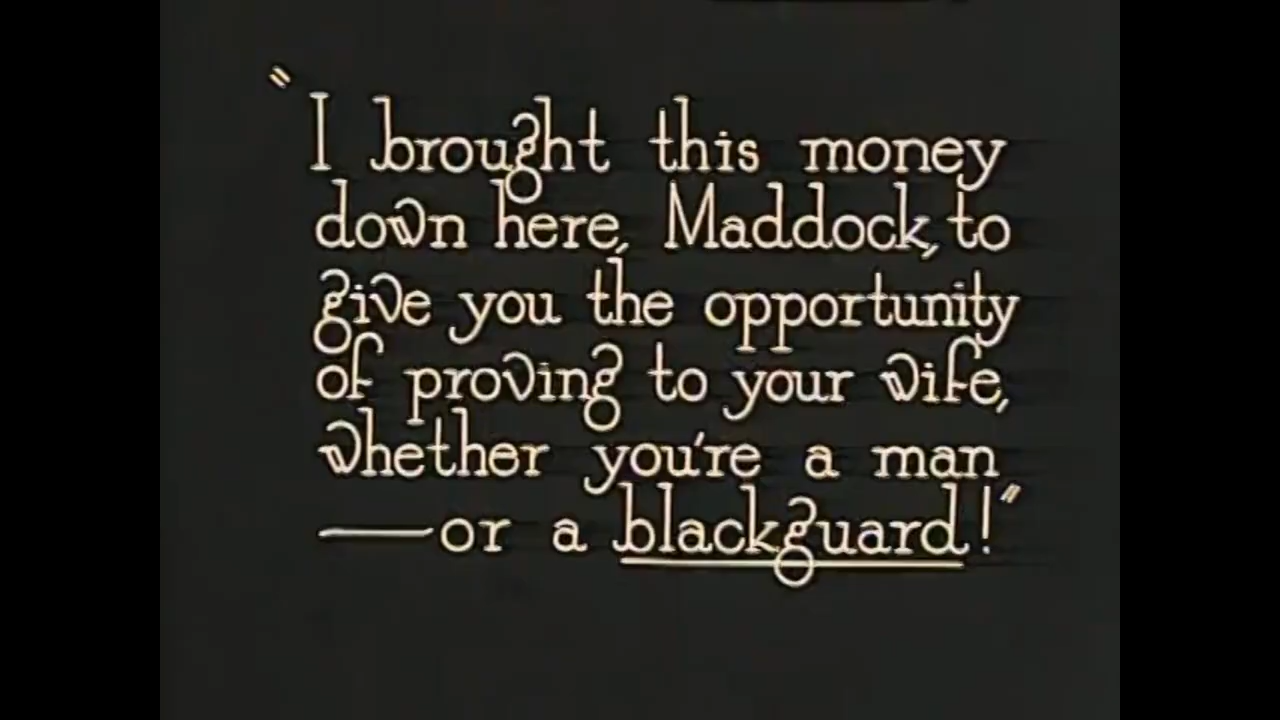 "I brought this money
down here, Maddock, to
give you the opportunity
of proving to your wife,
whether you're a man
—or a blackguard!"